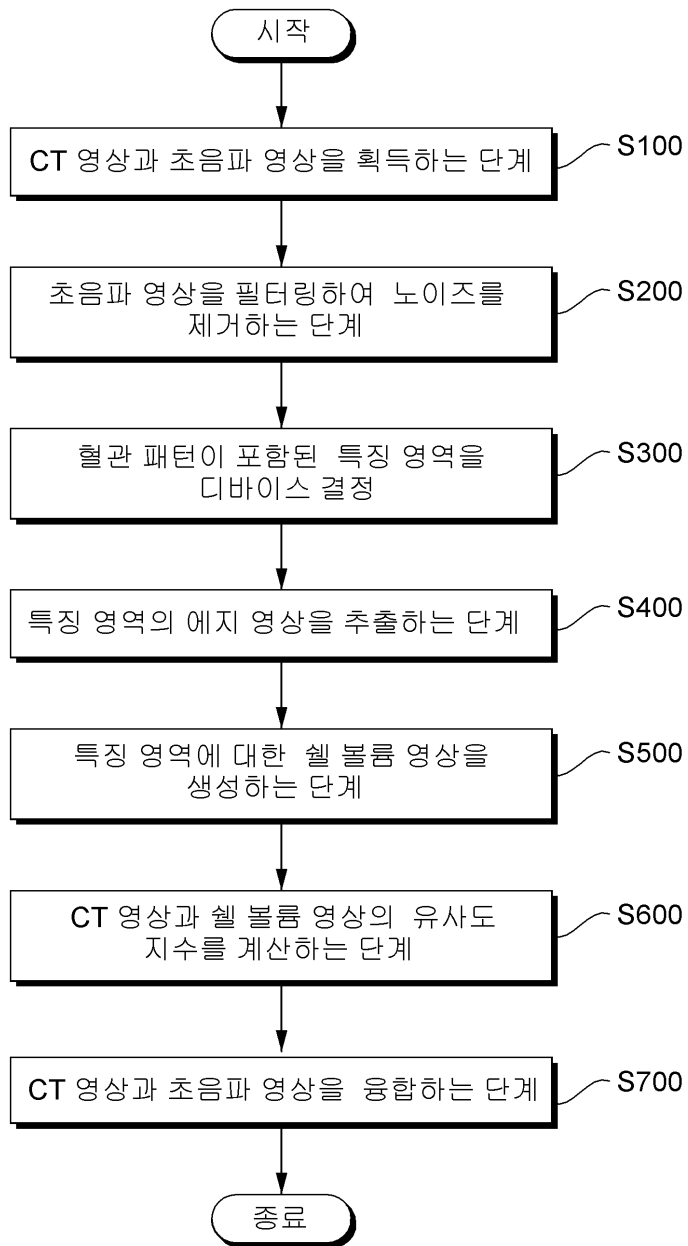 시작
CT 영상과 초음파 영상을 획득하는 단계
S100
초음파 영상을 필터링하여 노이즈를
제거하는 단계
S200
혈관 패턴이 포함된 특징 영역을
디바이스 결정
S300
특징 영역의 에지 영상을 추출하는 단계
S400
특징 영역에 대한 쉘 볼륨 영상을
생성하는 단계
S500
CT 영상과 쉘 볼륨 영상의 유사도
지수를 계산하는 단계
S600
CT 영상과 초음파 영상을 융합하는 단계
S700
종료